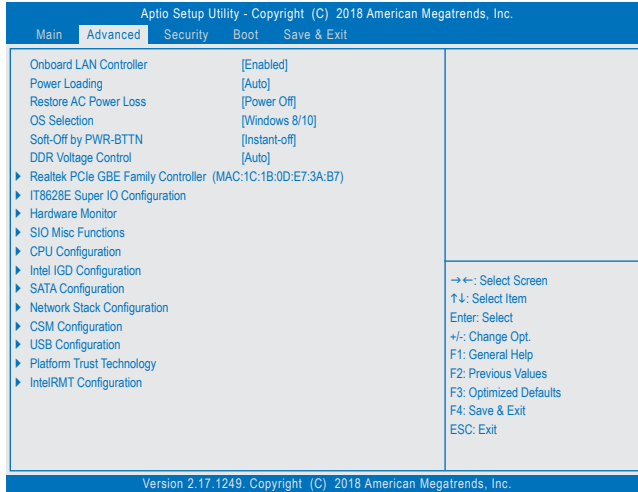 Aptio Setup Utility - Copyright (C) 2018 American Megatrends, Inc.
Main Advanced Security Boot Save & Exit
Onboard LAN Controller [Enabled]
Power Loading [Auto]
Restore AC Power Loss [Power Off]
OS Selection [Windows 8/10]
Soft-Off by PWR-BTTN [Instant-off]
DDR Voltage Control [Auto]
Realtek PCIe GBE Family Controller (MAC:1C:1B:0D:E7:3A:B7)
IT8628E Super IO Configuration
Hardware Monitor
SIO Misc Functions
CPU Configuration
Intel IGD Configuration
SATA Configuration
Network Stack Configuration
CSM Configuration
USB Configuration
Platform Trust Technology
IntelRMT Configuration
→←: Select Screen
↑↓: Select Item
Enter: Select
+/-: Change Opt.
F1: General Help
F2: Previous Values
F3: Optimized Defaults
F4: Save & Exit
ESC: Exit
Version 2.17.1249. Copyright (C) 2018 American Megatrends, Inc.